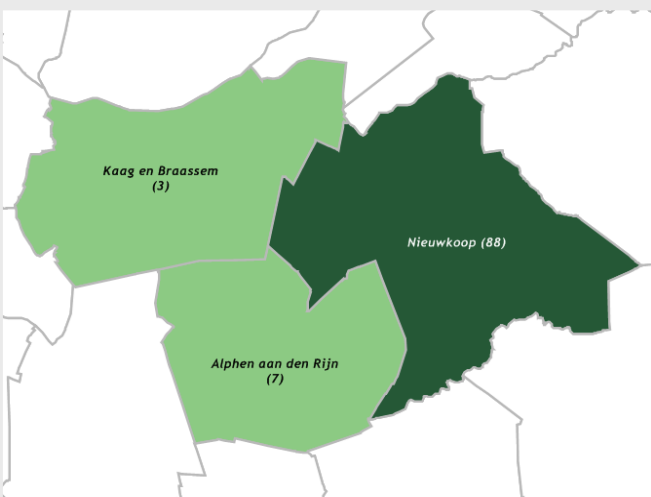 Kaag en Braassem
(3)
Nieuwkoop (88)
Alphen aan den Rijn
(7)